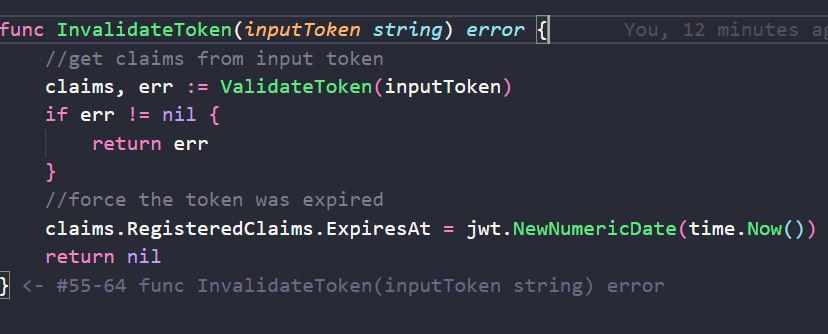 func InvalidateToken(inputToken string) error { You, 12 minutes ag
//get claims from input token
claims, err := ValidateToken(inputToken)
if err != nil {
return err
}
//force the token was expired
claims.RegisteredClaims.ExpiresAt = jwt.NewNumericDate(time.Now())
return nil
} <- #55-64 func InvalidateToken(inputToken string) error